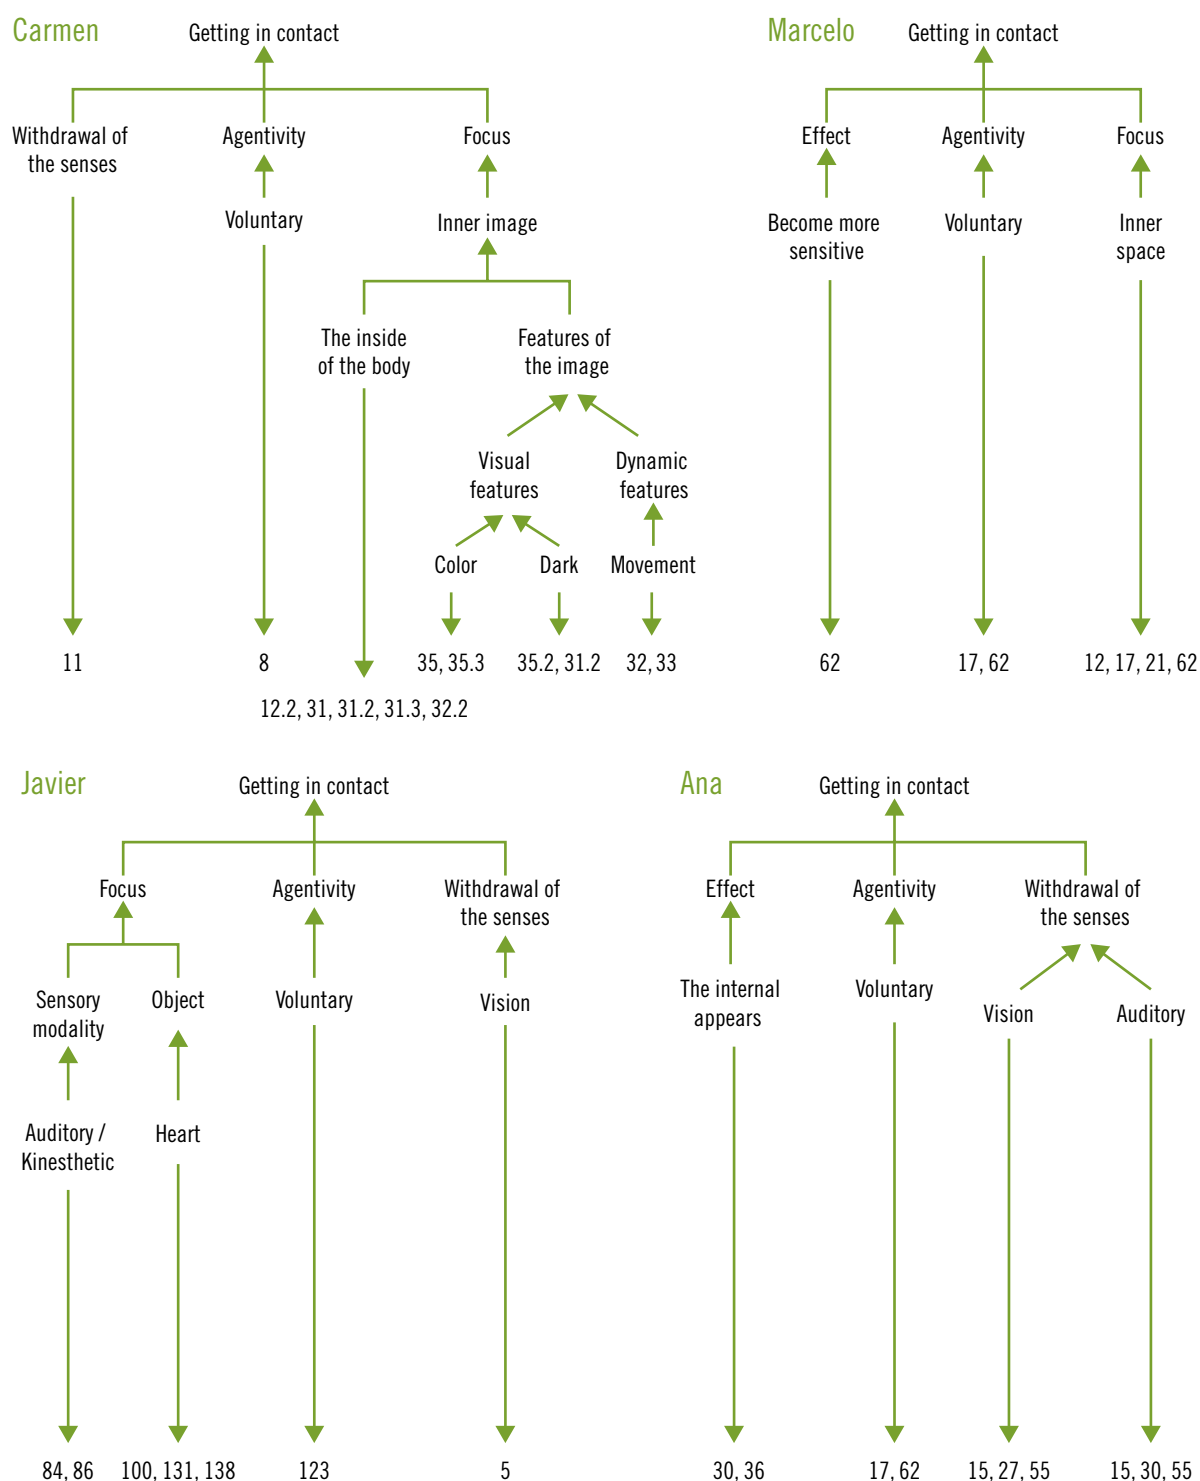 Carmen
Getting in contact
Withdrawal of
the senses
Agentivity
Focus
Voluntary
Inner image
The inside
of the body
Features of
the image
Visual
features
Dynamic
features
Color
Dark
Movement
11
8
35, 35.3
35.2, 31.2
32, 33
12.2, 31, 31.2, 31.3, 32.2
Marcelo
Getting in contact
Effect
Agentivity
Focus
Become more
sensitive
Voluntary
Inner
space
62
17, 62
12, 17, 21, 62
Javier
Getting in contact
Focus
Agentivity
Withdrawal of
the senses
Sensory
modality
Object
Voluntary
Vision
Auditory /
Kinesthetic
Heart
84, 86
100, 131, 138
123
5
Ana
Getting in contact
Effect
Agentivity
Withdrawal of
the senses
The internal
appears
Voluntary
Vision
Auditory
30, 36
17, 62
15, 27, 55
15, 30, 55